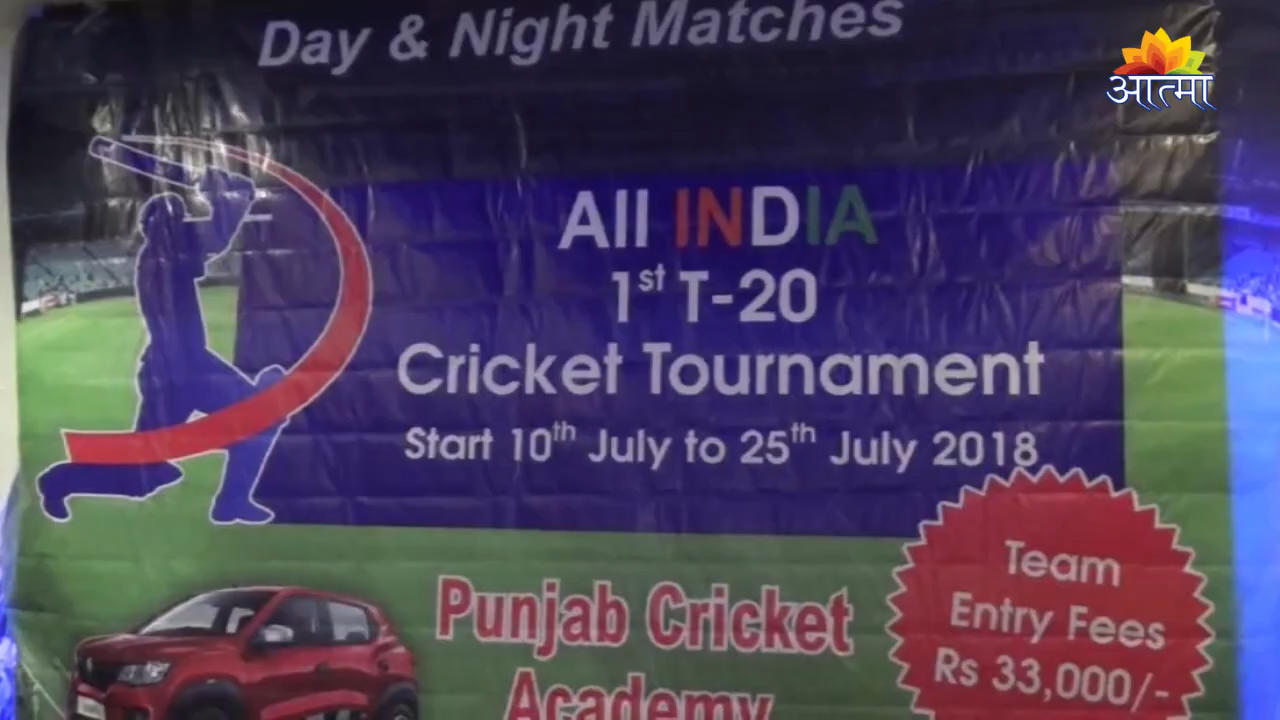 Day & Night Matches
आत्मा
All INDIA
1st T-20
Cricket Tournament
Start 10th July to 25th July 2018
Team
Entry Fees
Rs 33,000/-
Punjab Cricket
Academy